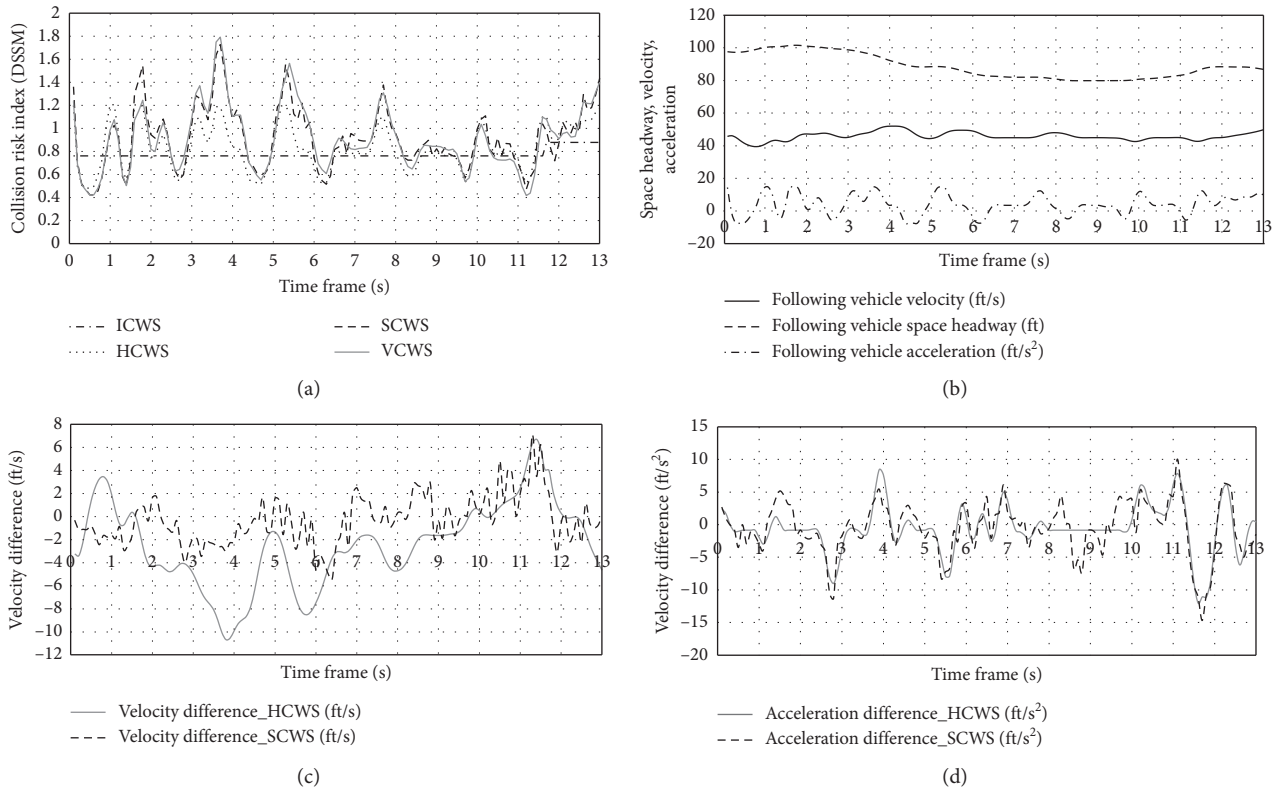 Collision risk index (DSSM)
2
1.8
1.6
1.4
1.2
1
0.8
0.6
0.4
0.2
0
0 1 2 3 4 5 6 7 8 9 10 11 12 13
Time frame (s)
ICWS
SCWS
HCWS
VCWS
(a)
Space headway, velocity,
acceleration
120
100
80
60
40
20
0
–20
0 1 2 3 4 5 6 7 8 9 10 11 12 13
Time frame (s)
Following vehicle velocity (ft/s)
Following vehicle space headway (ft)
Following vehicle acceleration (ft/s²)
(b)
Velocity difference (ft/s)
8
6
4
2
0
–2
–4
–6
–8
–10
–12
0 1 2 3 4 5 6 7 8 9 10 11 12 13
Time frame (s)
Velocity difference_HCWS (ft/s)
Velocity difference_SCWS (ft/s)
(c)
Velocity difference (ft/s²)
15
10
5
0
–5
–10
–15
–20
0 1 2 3 4 5 6 7 8 9 10 11 12 13
Time frame (s)
Acceleration difference_HCWS (ft/s²)
Acceleration difference_SCWS (ft/s²)
(d)